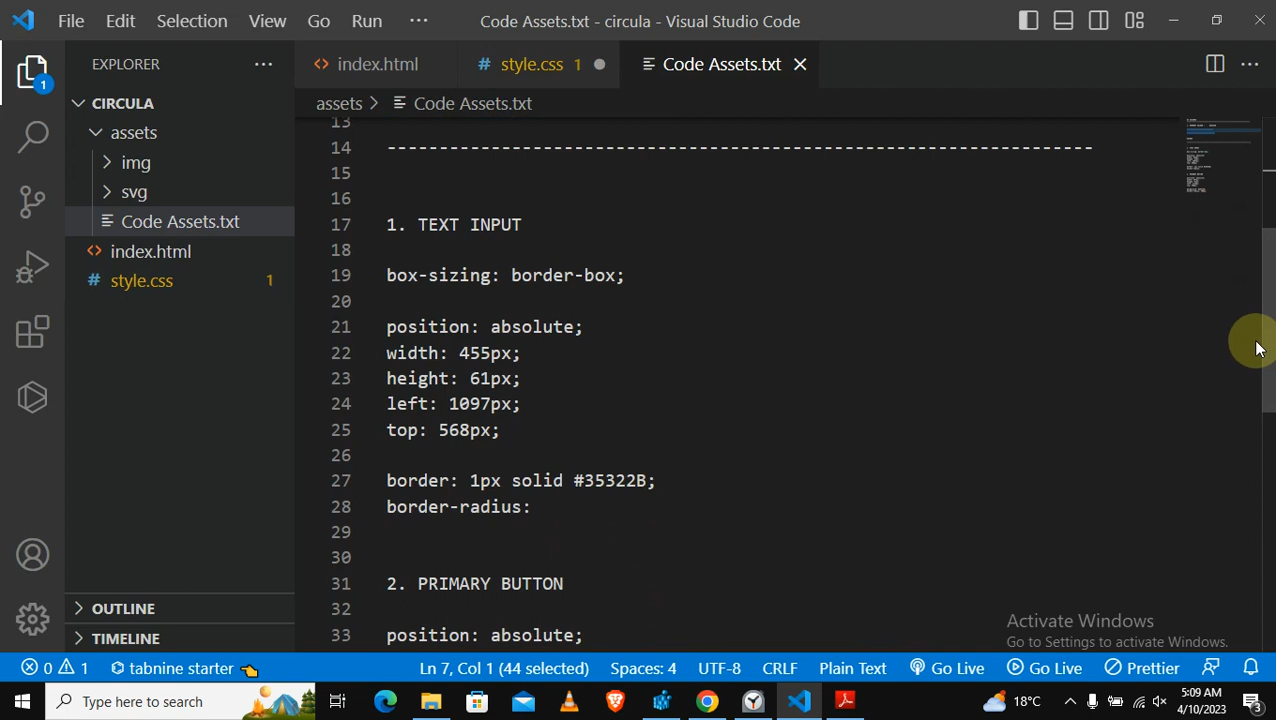 File Edit Selection View Go Run ··· Code Assets.txt - circula - Visual Studio Code
EXPLORER ···
index.html
# style.css 1
Code Assets.txt
CIRCULA
assets
img
svg
Code Assets.txt
index.html
# style.css 1
OUTLINE
TIMELINE
1
assets > Code Assets.txt
13
14 --------------------------------------------------------------------
15
16
17 1. TEXT INPUT
18
19 box-sizing: border-box;
20
21 position: absolute;
22 width: 455px;
23 height: 61px;
24 left: 1097px;
25 top: 568px;
26
27 border: 1px solid #35322B;
28 border-radius:
29
30
31 2. PRIMARY BUTTON
32
33 position: absolute;
Activate Windows
Go to Settings to activate Windows.
0 1 tabnine starter Ln 7, Col 1 (44 selected) Spaces: 4 UTF-8 CRLF Plain Text Go Live Go Live Prettier
Type here to search
18°C
5:09 AM
4/10/2023
3